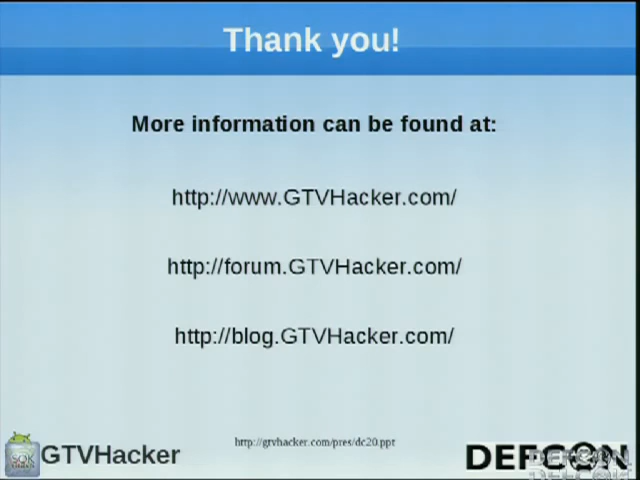 Thank you!
More information can be found at:
http://www.GTVHacker.com/
http://forum.GTVHacker.com/
http://blog.GTVHacker.com/
http://gtvhacker.com/pres/dc20.ppt
GTVHacker
DEFCON
DEFCON